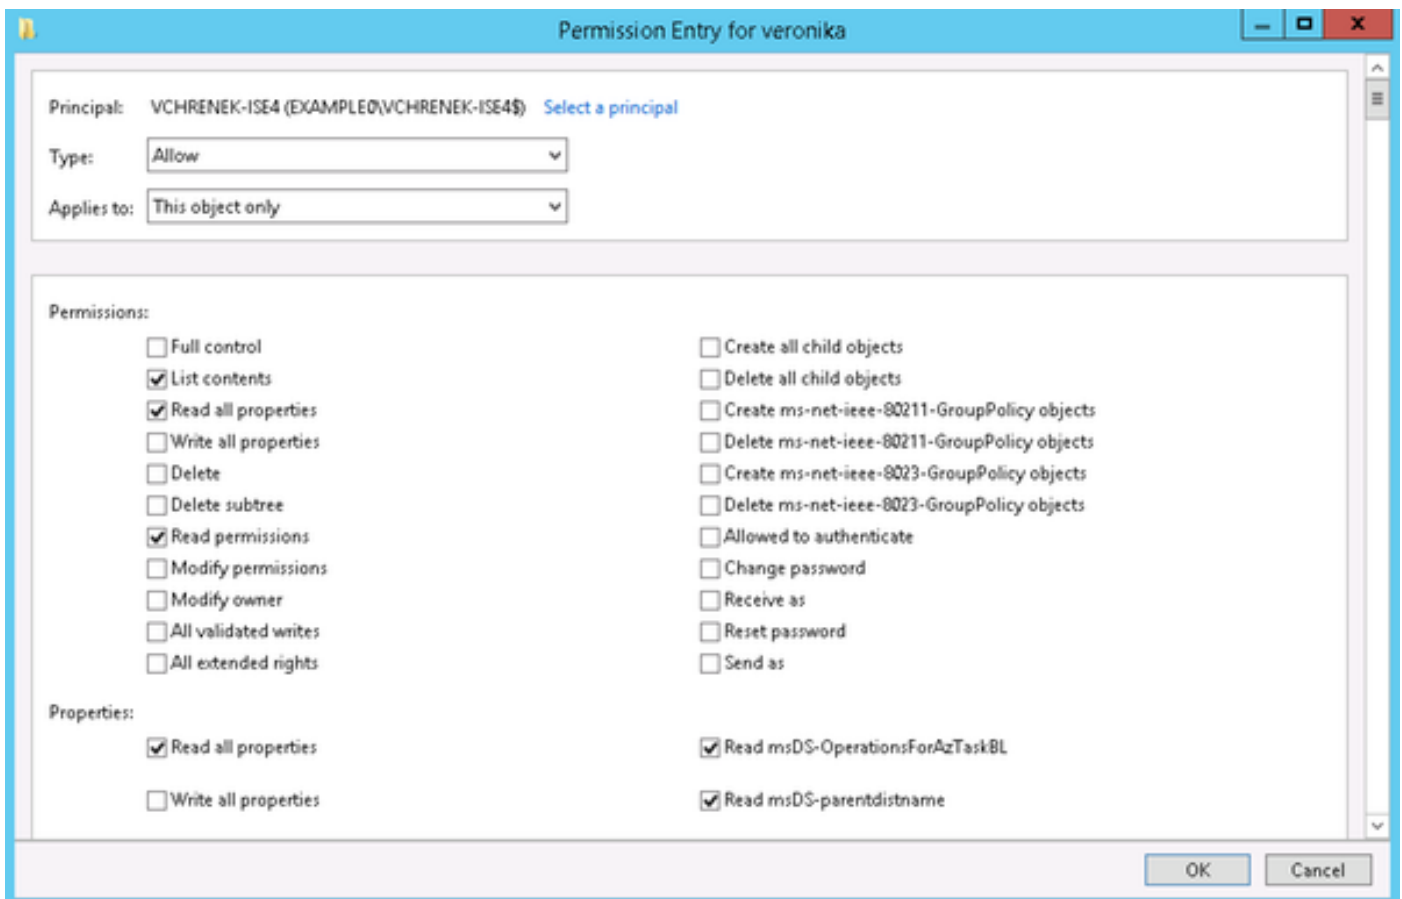 Permission Entry for veronika
Principal: VCHRENEK-ISE4 (EXAMPLE0\VCHRENEK-ISE4$) Select a principal
Type: Allow
Applies to: This object only
Permissions:
Full control Create all child objects
List contents Delete all child objects
Read all properties Create ms-net-ieee-80211-GroupPolicy objects
Write all properties Delete ms-net-ieee-80211-GroupPolicy objects
Delete Create ms-net-ieee-8023-GroupPolicy objects
Delete subtree Delete ms-net-ieee-8023-GroupPolicy objects
Read permissions Allowed to authenticate
Modify permissions Change password
Modify owner Receive as
All validated writes Reset password
All extended rights Send as
Properties:
Read all properties Read msDS-OperationsForAzTaskBL
Write all properties Read msDS-parentdistname
OK Cancel